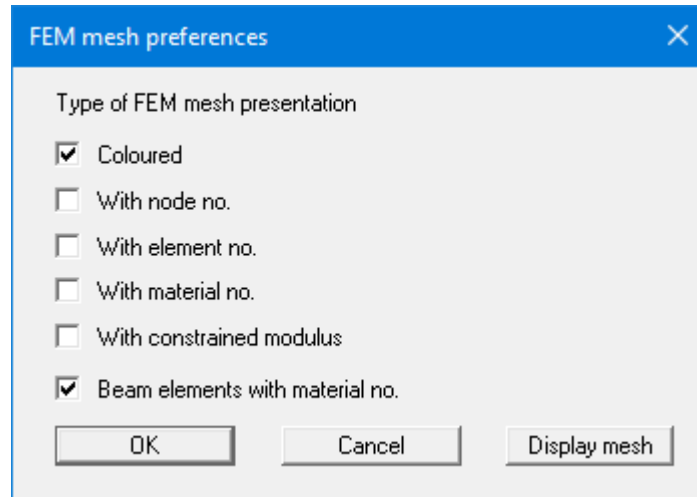 FEM mesh preferences
Type of FEM mesh presentation
Coloured
With node no.
With element no.
With material no.
With constrained modulus
Beam elements with material no.
OK Cancel Display mesh